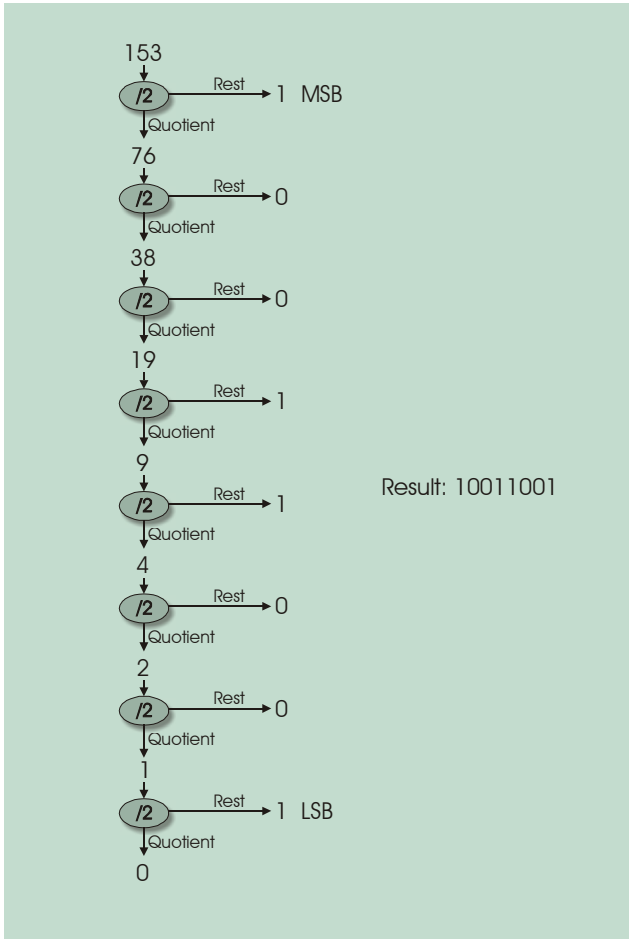 153
/2 Rest 1 MSB
Quotient
76
/2 Rest 0
Quotient
38
/2 Rest 0
Quotient
19
/2 Rest 1
Quotient
9
Result: 10011001
/2 Rest 1
Quotient
4
/2 Rest 0
Quotient
2
/2 Rest 0
Quotient
1
/2 Rest 1 LSB
Quotient
0